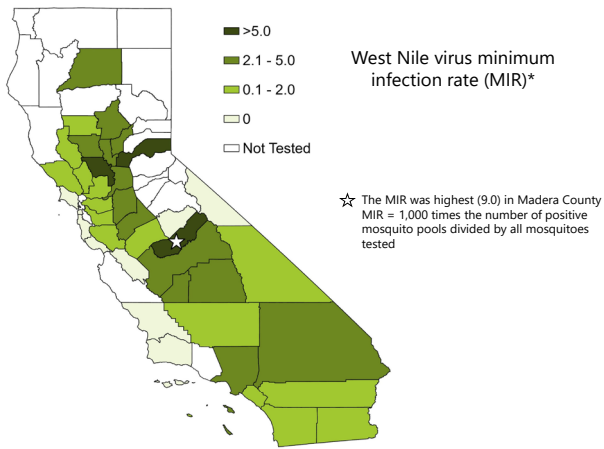 >5.0
2.1 - 5.0
0.1 - 2.0
0
Not Tested
West Nile virus minimum
infection rate (MIR)*
The MIR was highest (9.0) in Madera County
MIR = 1,000 times the number of positive
mosquito pools divided by all mosquitoes
tested